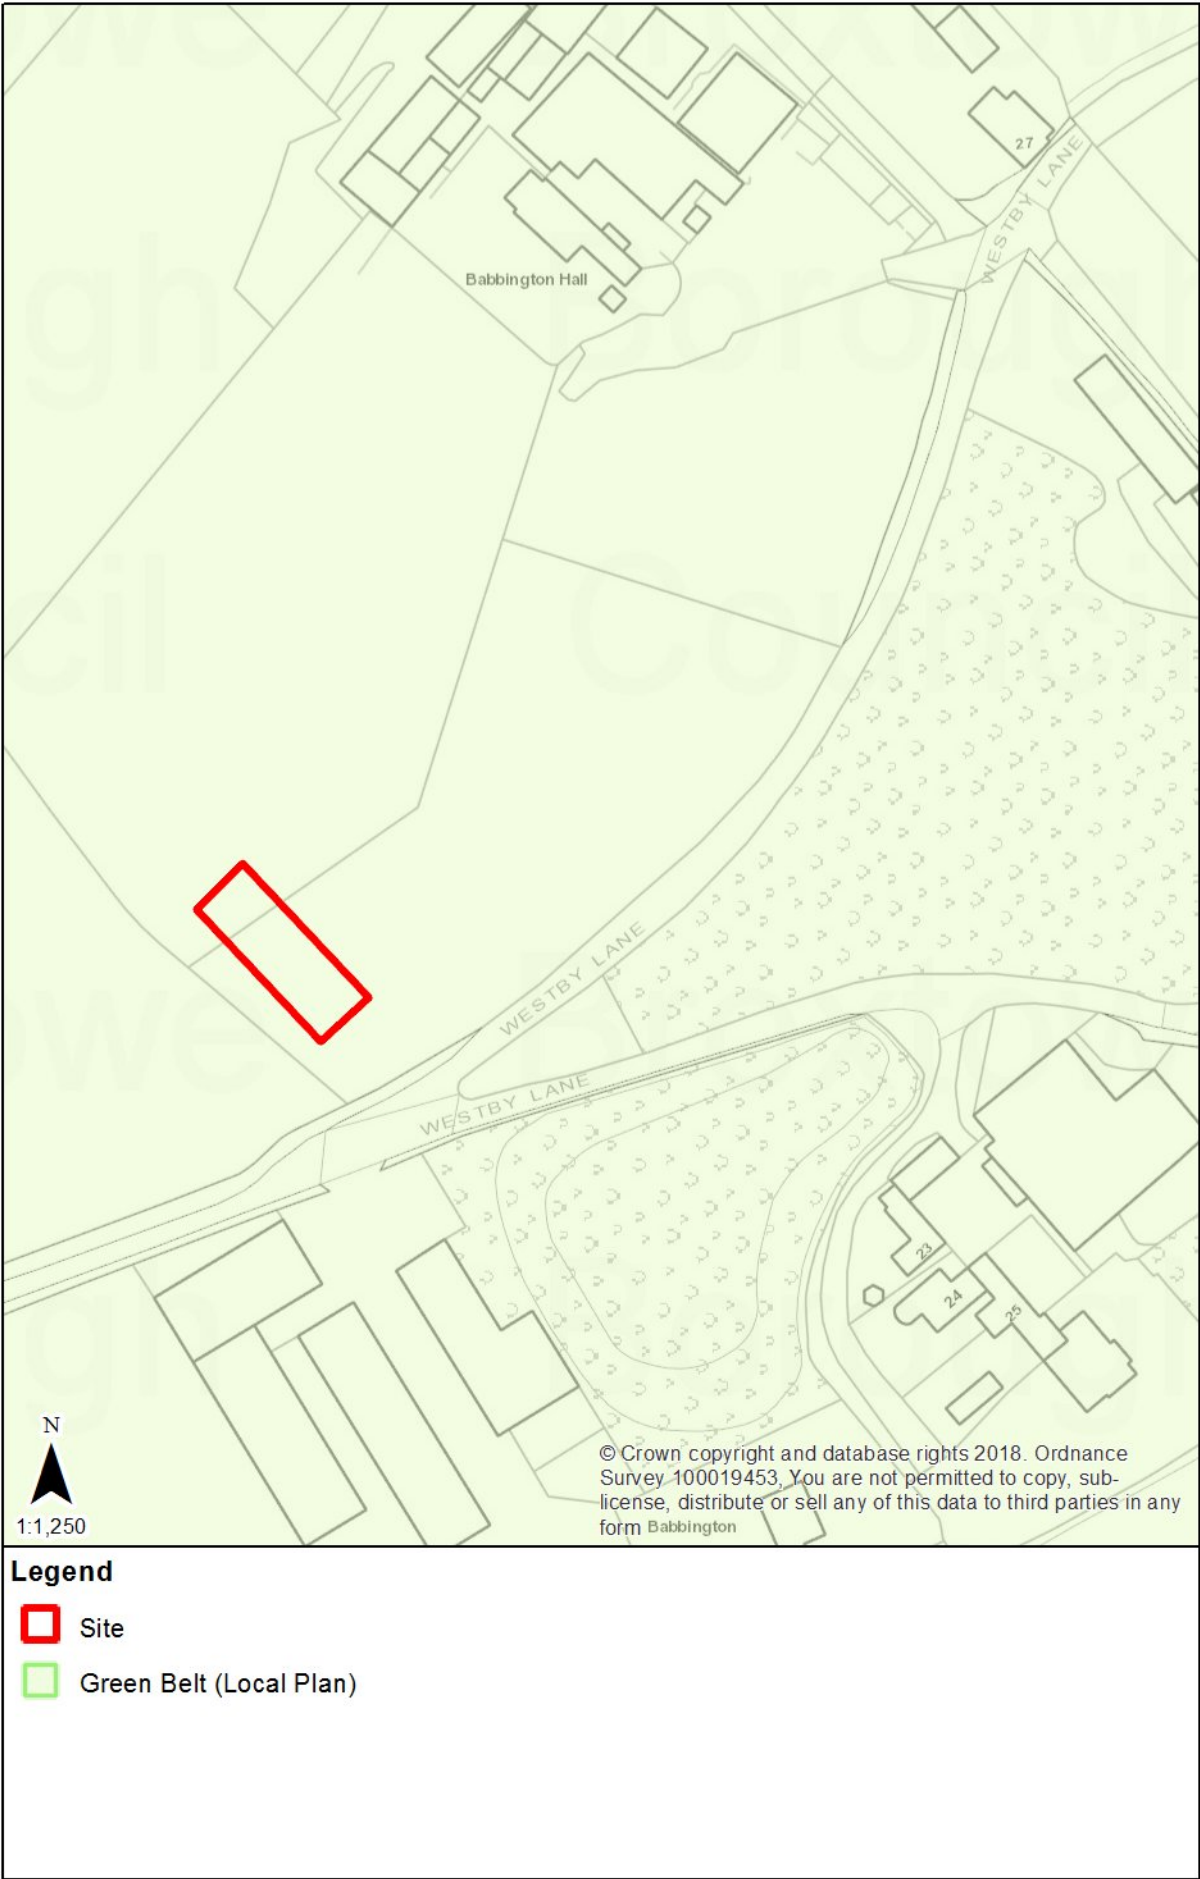 27
WESTBY LANE
Babbington Hall
WESTBY LANE
WESTBY LANE
23
24
25
N
1:1,250
© Crown copyright and database rights 2018. Ordnance
Survey 100019453, You are not permitted to copy, sub-
license, distribute or sell any of this data to third parties in any
form Babbington
Legend
Site
Green Belt (Local Plan)